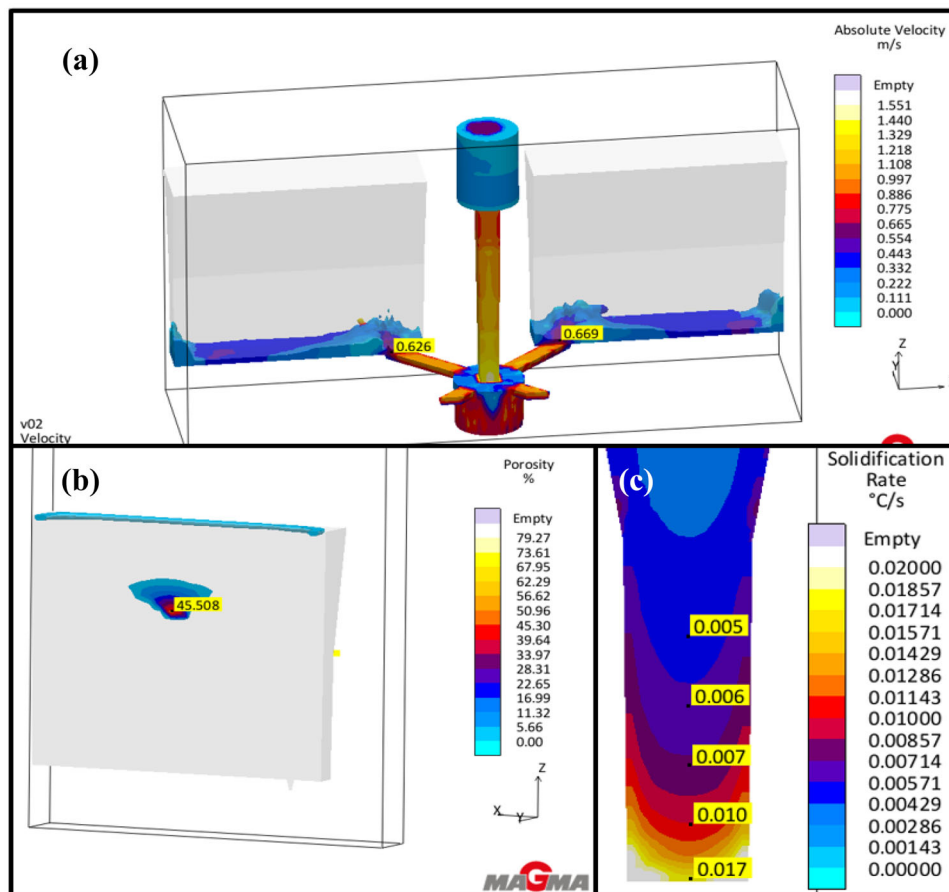 (a)
Absolute Velocity
m/s
Empty
1.551
1.440
1.329
1.218
1.108
0.997
0.886
0.775
0.665
0.554
0.443
0.332
0.222
0.111
0.000
0.626
0.669
Z
v02
Velocity
(b)
Porosity
%
Empty
79.27
73.61
67.95
62.29
56.62
50.96
45.30
39.64
33.97
28.31
22.65
16.99
11.32
5.66
0.00
45.508
Z
X
Y
MAGMA
(c)
Solidification
Rate
°C/s
Empty
0.02000
0.01857
0.01714
0.01571
0.01429
0.01286
0.01143
0.01000
0.00857
0.00714
0.00571
0.00429
0.00286
0.00143
0.00000
0.005
0.006
0.007
0.010
0.017